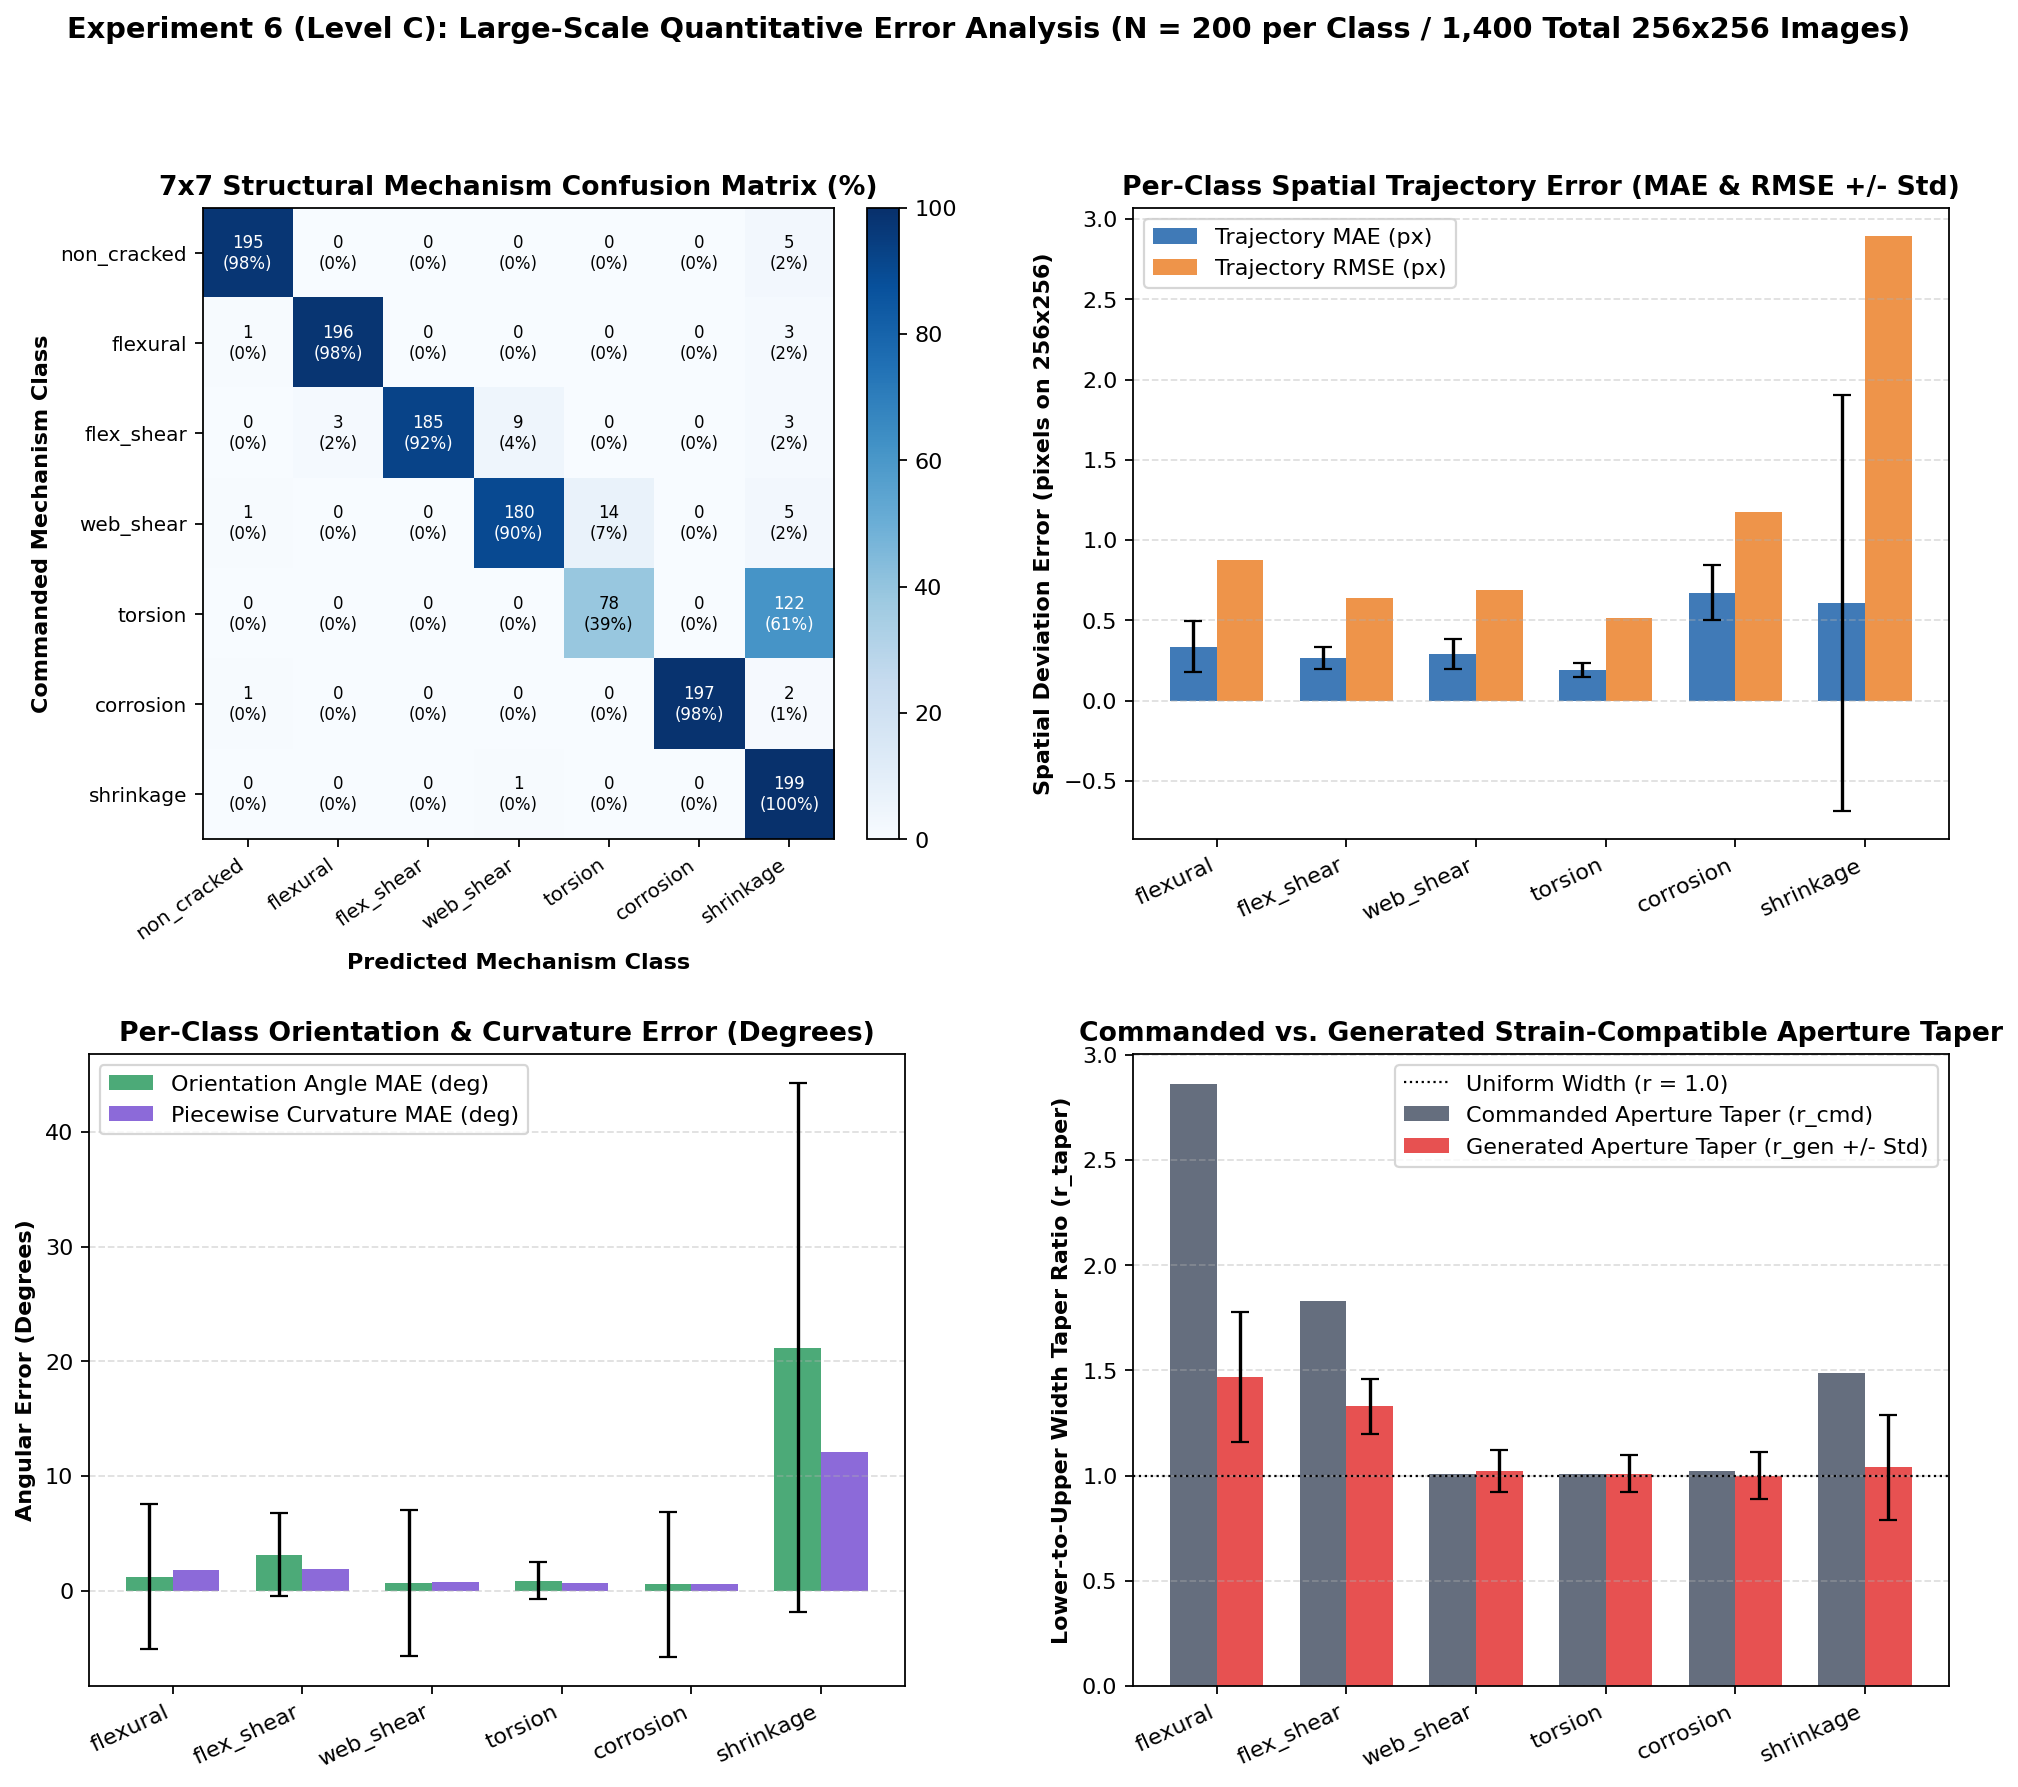 Experiment 6 (Level C): Large-Scale Quantitative Error Analysis (N = 200 per Class / 1,400 Total 256x256 Images)
7x7 Structural Mechanism Confusion Matrix (%)
Commanded Mechanism Class
non_cracked
195 0 0 0 0 0 5
(98%) (0%) (0%) (0%) (0%) (0%) (2%)
flexural
1 196 0 0 0 0 3
(0%) (98%) (0%) (0%) (0%) (0%) (2%)
flex_shear
0 3 185 9 0 0 3
(0%) (2%) (92%) (4%) (0%) (0%) (2%)
web_shear
1 0 0 180 14 0 5
(0%) (0%) (0%) (90%) (7%) (0%) (2%)
torsion
0 0 0 0 78 0 122
(0%) (0%) (0%) (0%) (39%) (0%) (61%)
corrosion
1 0 0 0 0 197 2
(0%) (0%) (0%) (0%) (0%) (98%) (1%)
shrinkage
0 0 0 1 0 0 199
(0%) (0%) (0%) (0%) (0%) (0%) (100%)
non_cracked flexural flex_shear web_shear torsion corrosion shrinkage
Predicted Mechanism Class
100
80
60
40
20
0
Per-Class Spatial Trajectory Error (MAE & RMSE +/- Std)
Spatial Deviation Error (pixels on 256x256)
3.0
2.5
2.0
1.5
1.0
0.5
0.0
−0.5
Trajectory MAE (px)
Trajectory RMSE (px)
flexural flex_shear web_shear torsion corrosion shrinkage
Per-Class Orientation & Curvature Error (Degrees)
Angular Error (Degrees)
40
30
20
10
0
Orientation Angle MAE (deg)
Piecewise Curvature MAE (deg)
flexural flex_shear web_shear torsion corrosion shrinkage
Commanded vs. Generated Strain-Compatible Aperture Taper
Lower-to-Upper Width Taper Ratio (r_taper)
3.0
2.5
2.0
1.5
1.0
0.5
0.0
Uniform Width (r = 1.0)
Commanded Aperture Taper (r_cmd)
Generated Aperture Taper (r_gen +/- Std)
flexural flex_shear web_shear torsion corrosion shrinkage